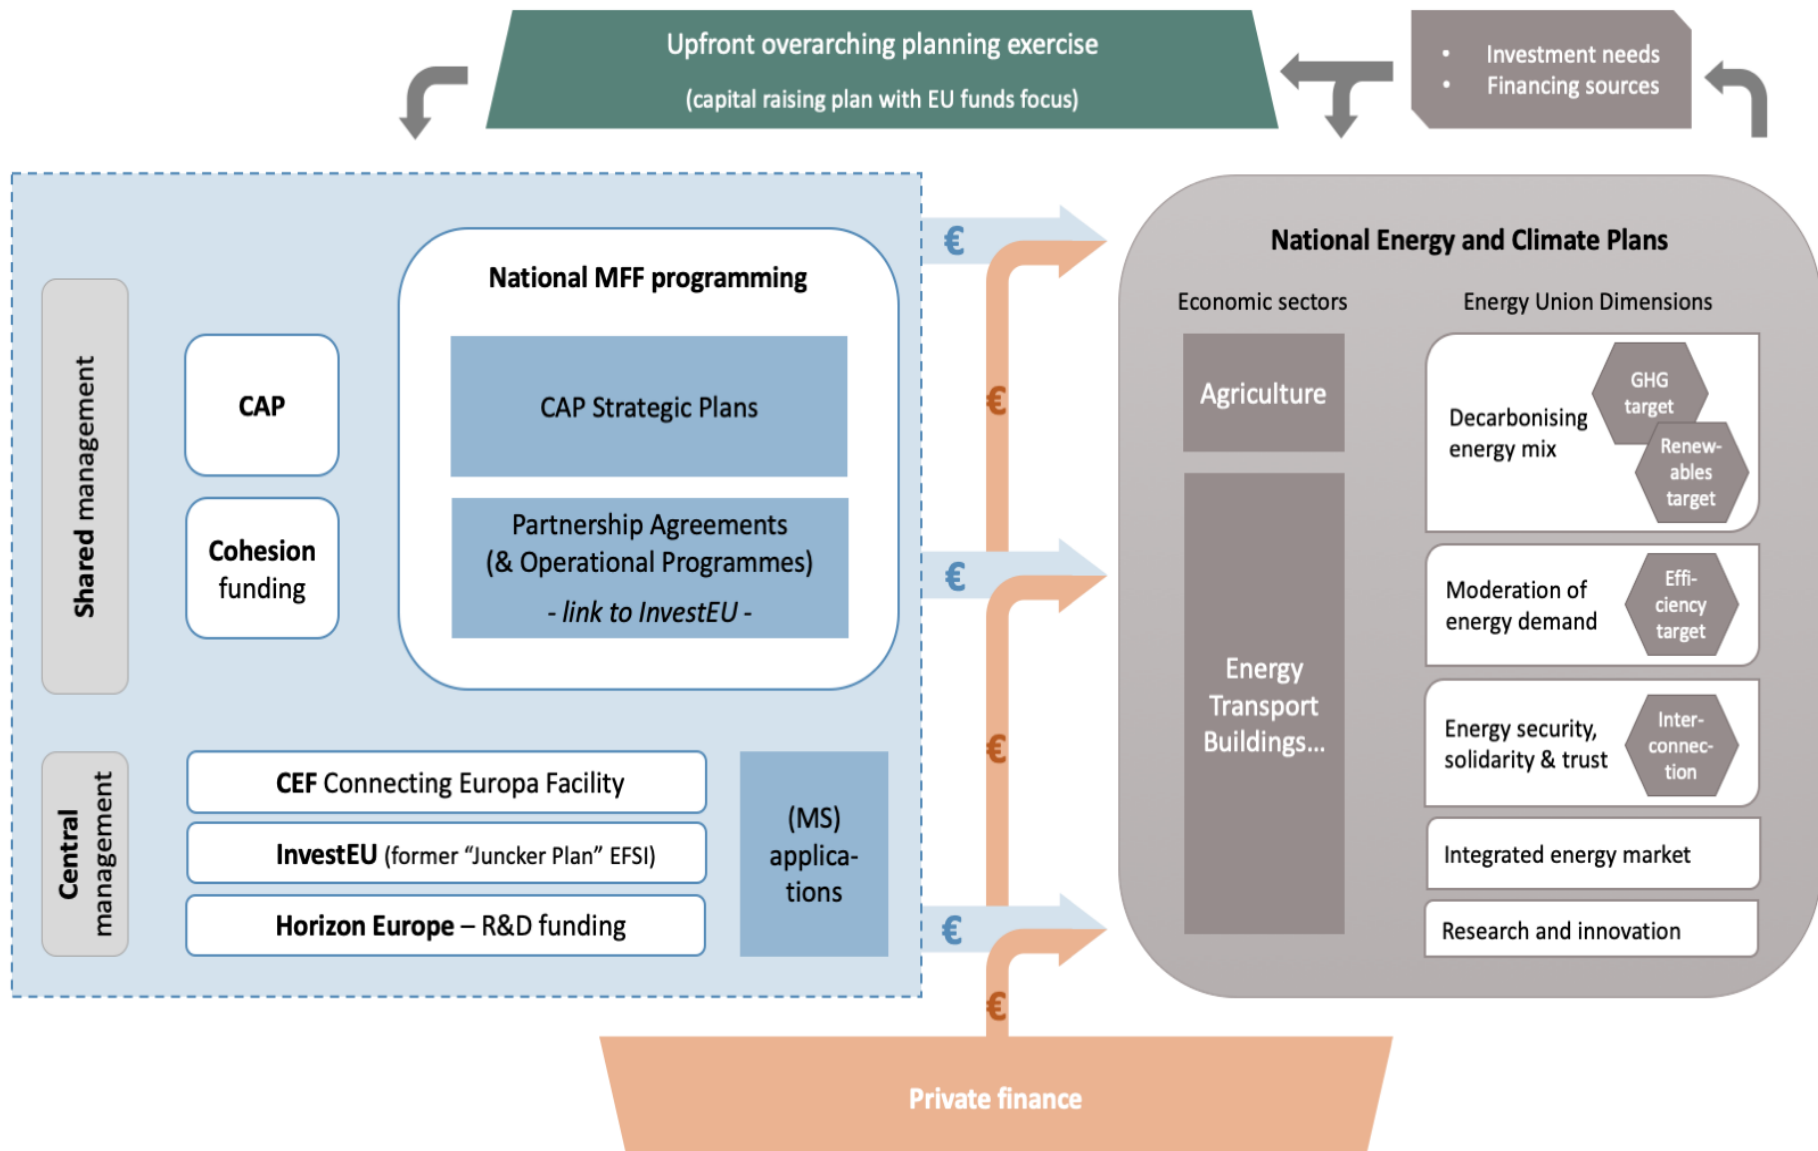 Upfront overarching planning exercise
(capital raising plan with EU funds focus)
• Investment needs
• Financing sources
Shared management
CAP
Cohesion
funding
National MFF programming
CAP Strategic Plans
Partnership Agreements
(& Operational Programmes)
- link to InvestEU -
Central
management
CEF Connecting Europa Facility
InvestEU (former “Juncker Plan” EFSI)
Horizon Europe – R&D funding
(MS)
applica-
tions
€
€
€
€
€
€
National Energy and Climate Plans
Economic sectors
Agriculture
Energy
Transport
Buildings...
Energy Union Dimensions
Decarbonising
energy mix
GHG
target
Renew-
ables
target
Moderation of
energy demand
Effi-
ciency
target
Energy security,
solidarity & trust
Inter-
connec-
tion
Integrated energy market
Research and innovation
Private finance